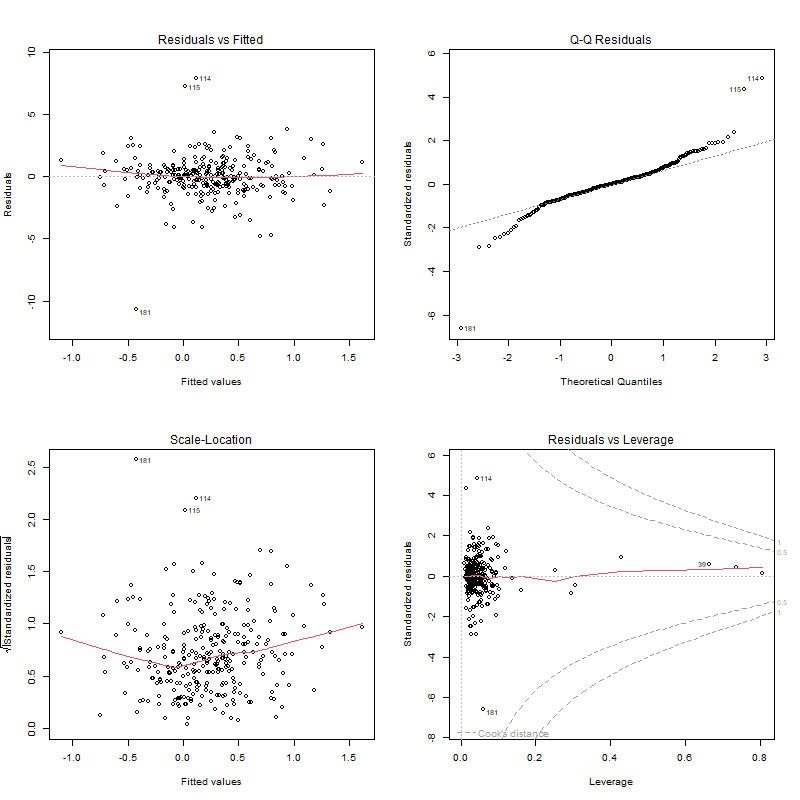 Residuals vs Fitted
10
5
0
-5
-10
Residuals
114
115
181
-1.0 -0.5 0.0 0.5 1.0 1.5
Fitted values
Q-Q Residuals
6
4
2
0
-2
-4
-6
Standardized residuals
114
115
181
-3 -2 -1 0 1 2 3
Theoretical Quantiles
Scale-Location
2.5
2.0
1.5
1.0
0.5
0.0
√|Standardized residuals|
181
114
115
-1.0 -0.5 0.0 0.5 1.0 1.5
Fitted values
Residuals vs Leverage
6
4
2
0
-2
-4
-6
-8
Standardized residuals
114
39
181
1
0.5
0.5
1
Cook's distance
0.0 0.2 0.4 0.6 0.8
Leverage